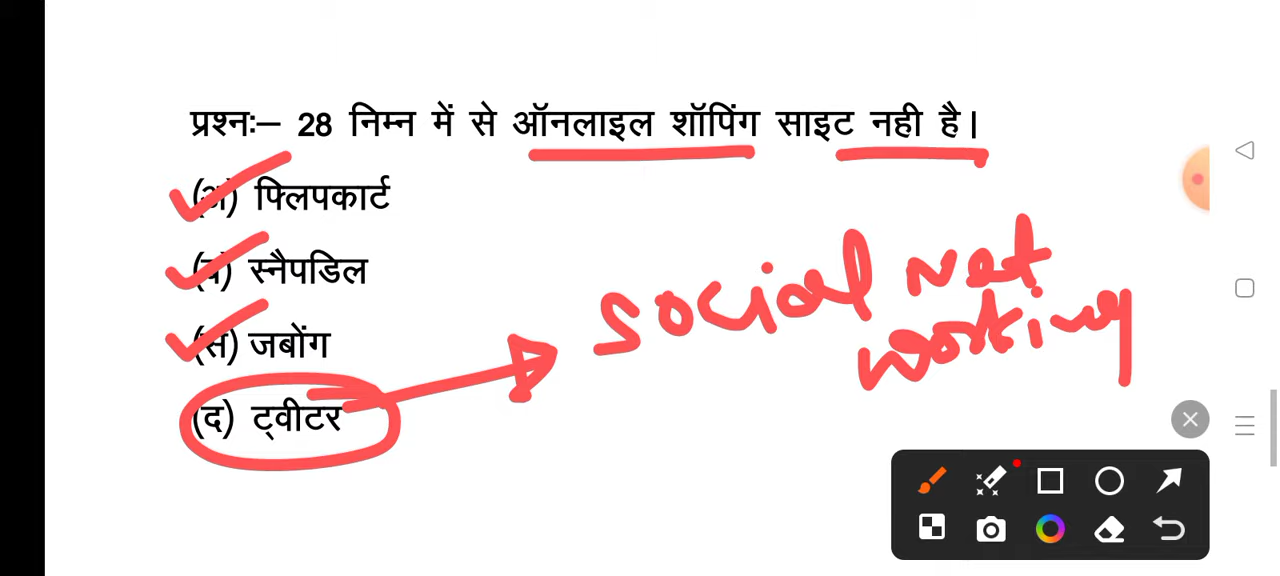 प्रश्नः– 28 निम्न में से ऑनलाइल शॉपिंग साइट नही है।
(अ) फ्लिपकार्ट
(ब) स्नैपडिल
(स) जबोंग
(द) ट्वीटर
social net
working